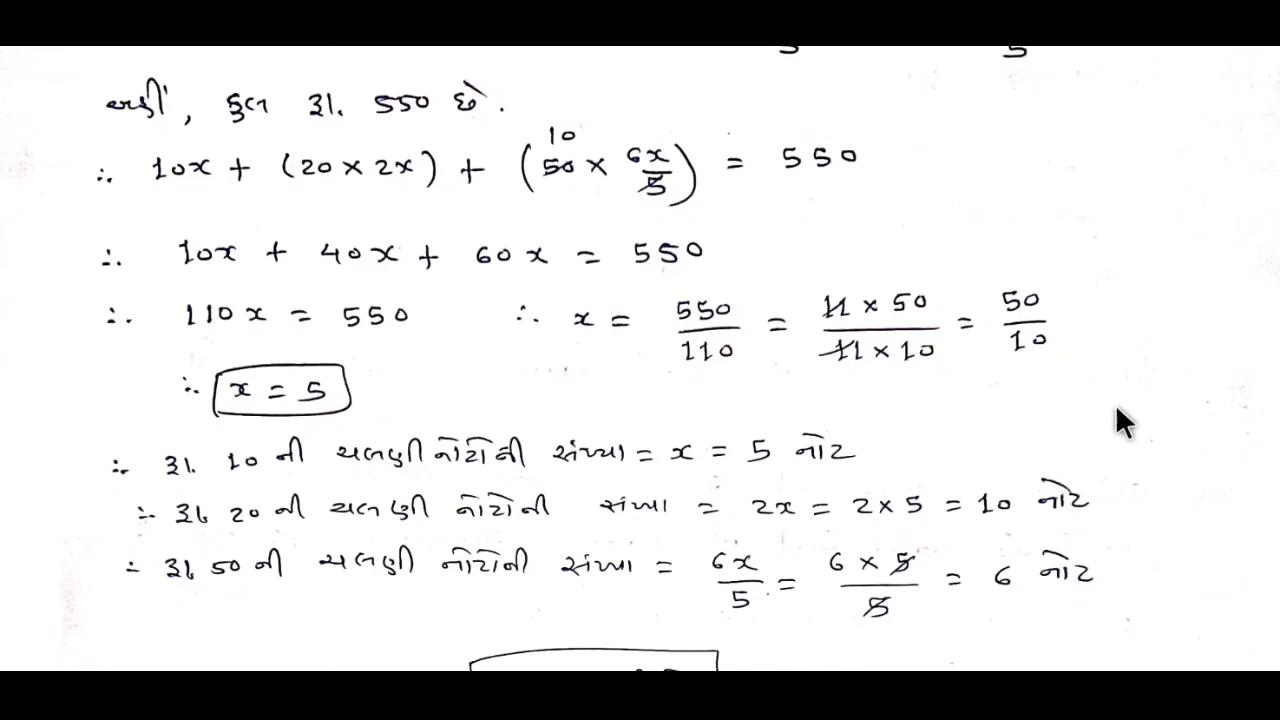 અહીં, કુલ રૂા. 550 છે.
∴ 10x + (20 × 2x) + (50 × 6x/5) = 550
10
∴ 10x + 40x + 60x = 550
∴ 110x = 550 ∴ x = 550/110 = 11 × 50/11 × 10 = 50/10
∴ x = 5
∴ રૂા. 10 ની ચલણી નોટોની સંખ્યા = x = 5 નોટ
∴ રૂા. 20 ની ચલણી નોટોની સંખ્યા = 2x = 2 × 5 = 10 નોટ
∴ રૂા. 50 ની ચલણી નોટોની સંખ્યા = 6x/5 = 6 × 5/5 = 6 નોટ